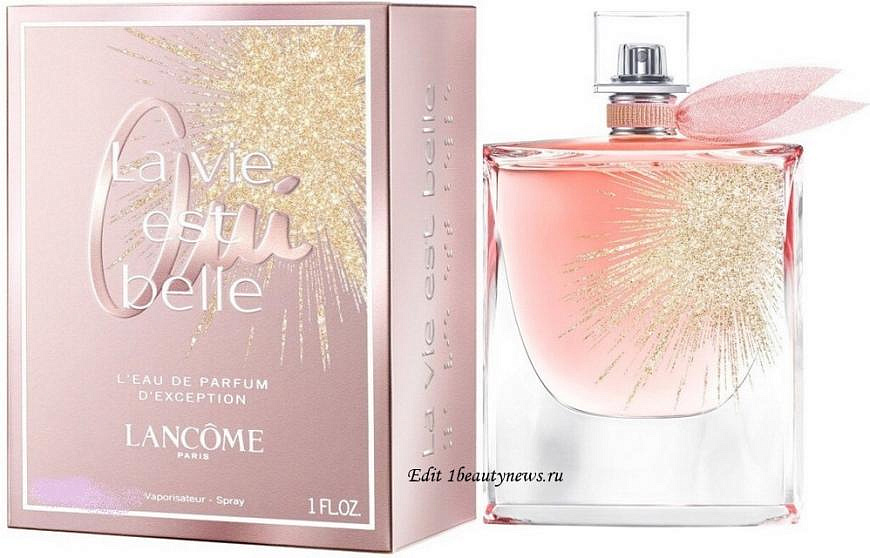 La vie
est
belle
Oui
L'EAU DE PARFUM
D'EXCEPTION
LANCÔME
PARIS
Vaporisateur - Spray
1 FL.OZ.
La vie est belle
Edit 1beautynews.ru